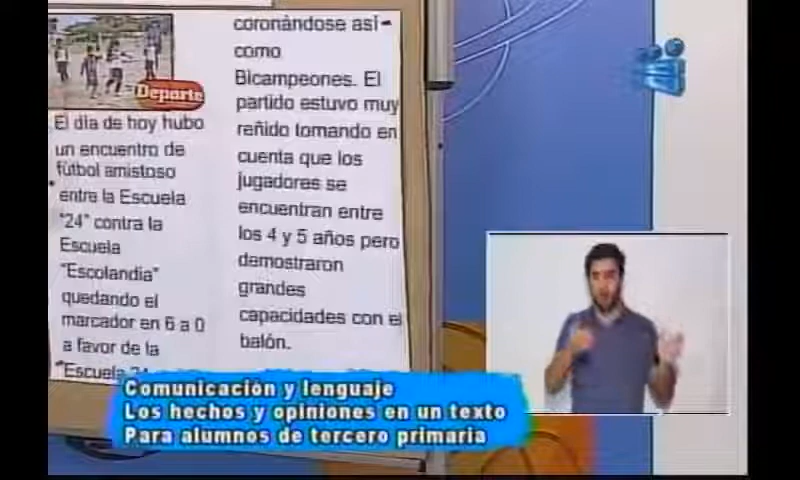 Deporte
El día de hoy hubo
un encuentro de
fútbol amistoso
entre la Escuela
"24" contra la
Escuela
"Escolandia"
quedando el
marcador en 6 a 0
a favor de la
"Escuela 24
coronándose así
como
Bicampeones. El
partido estuvo muy
reñido tomando en
cuenta que los
jugadores se
encuentran entre
los 4 y 5 años pero
demostraron
grandes
capacidades con el
balón.
Comunicación y lenguaje
Los hechos y opiniones en un texto
Para alumnos de tercero primaria